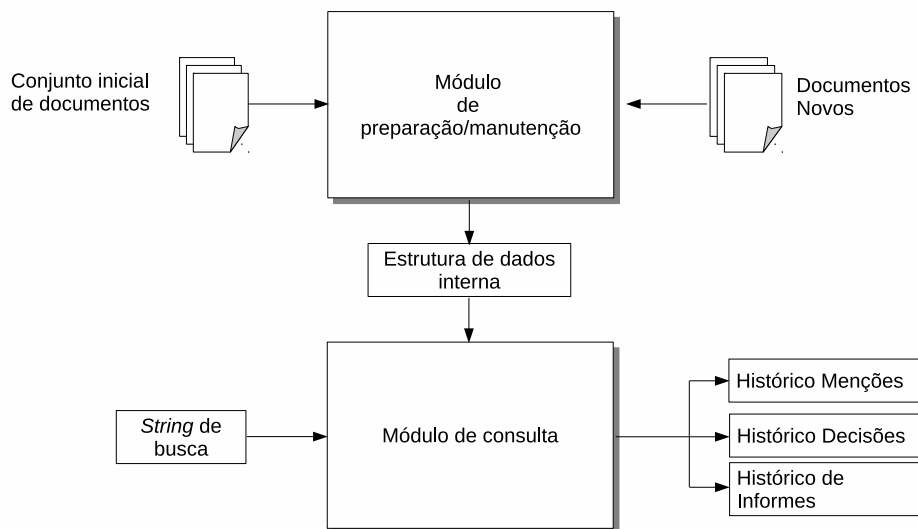 Conjunto inicial
de documentos
Módulo
de
preparação/manutenção
Documentos
Novos
Estrutura de dados
interna
String de
busca
Módulo de consulta
Histórico Menções
Histórico Decisões
Histórico de
Informes